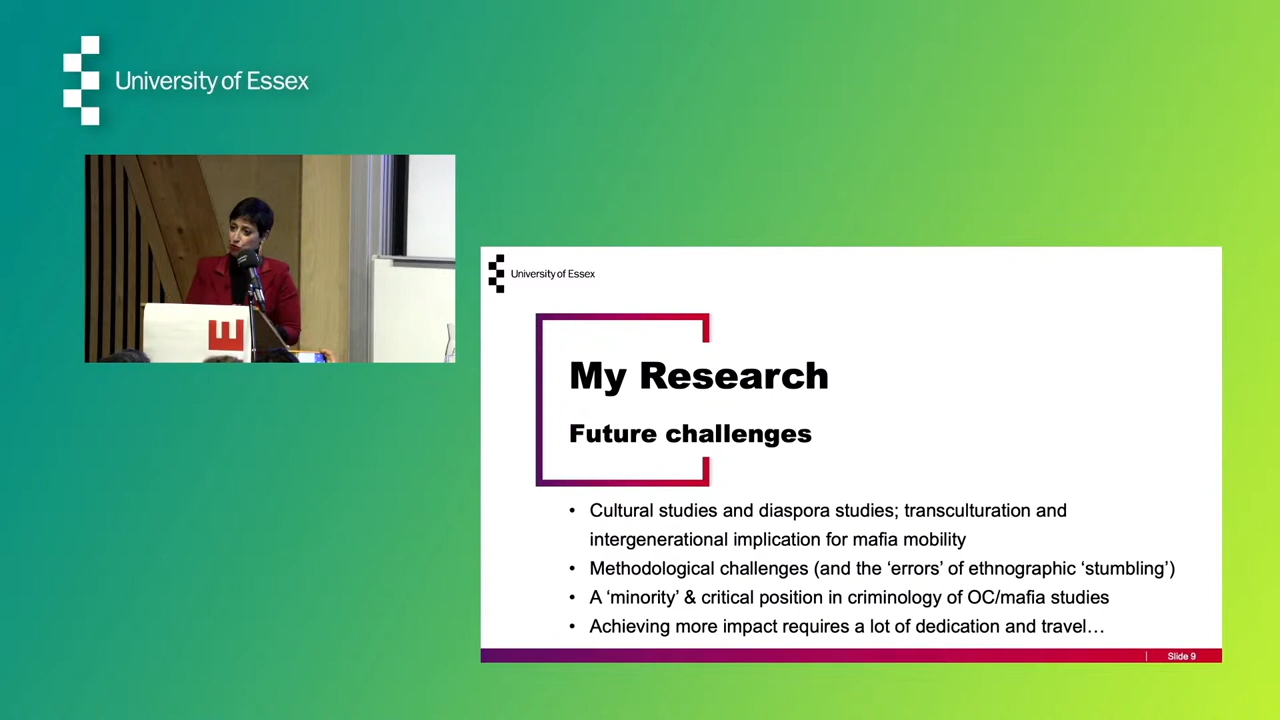 University of Essex
E
University of Essex
My Research
Future challenges
• Cultural studies and diaspora studies; transculturation and
intergenerational implication for mafia mobility
• Methodological challenges (and the ‘errors’ of ethnographic ‘stumbling’)
• A ‘minority’ & critical position in criminology of OC/mafia studies
• Achieving more impact requires a lot of dedication and travel…
Slide 9